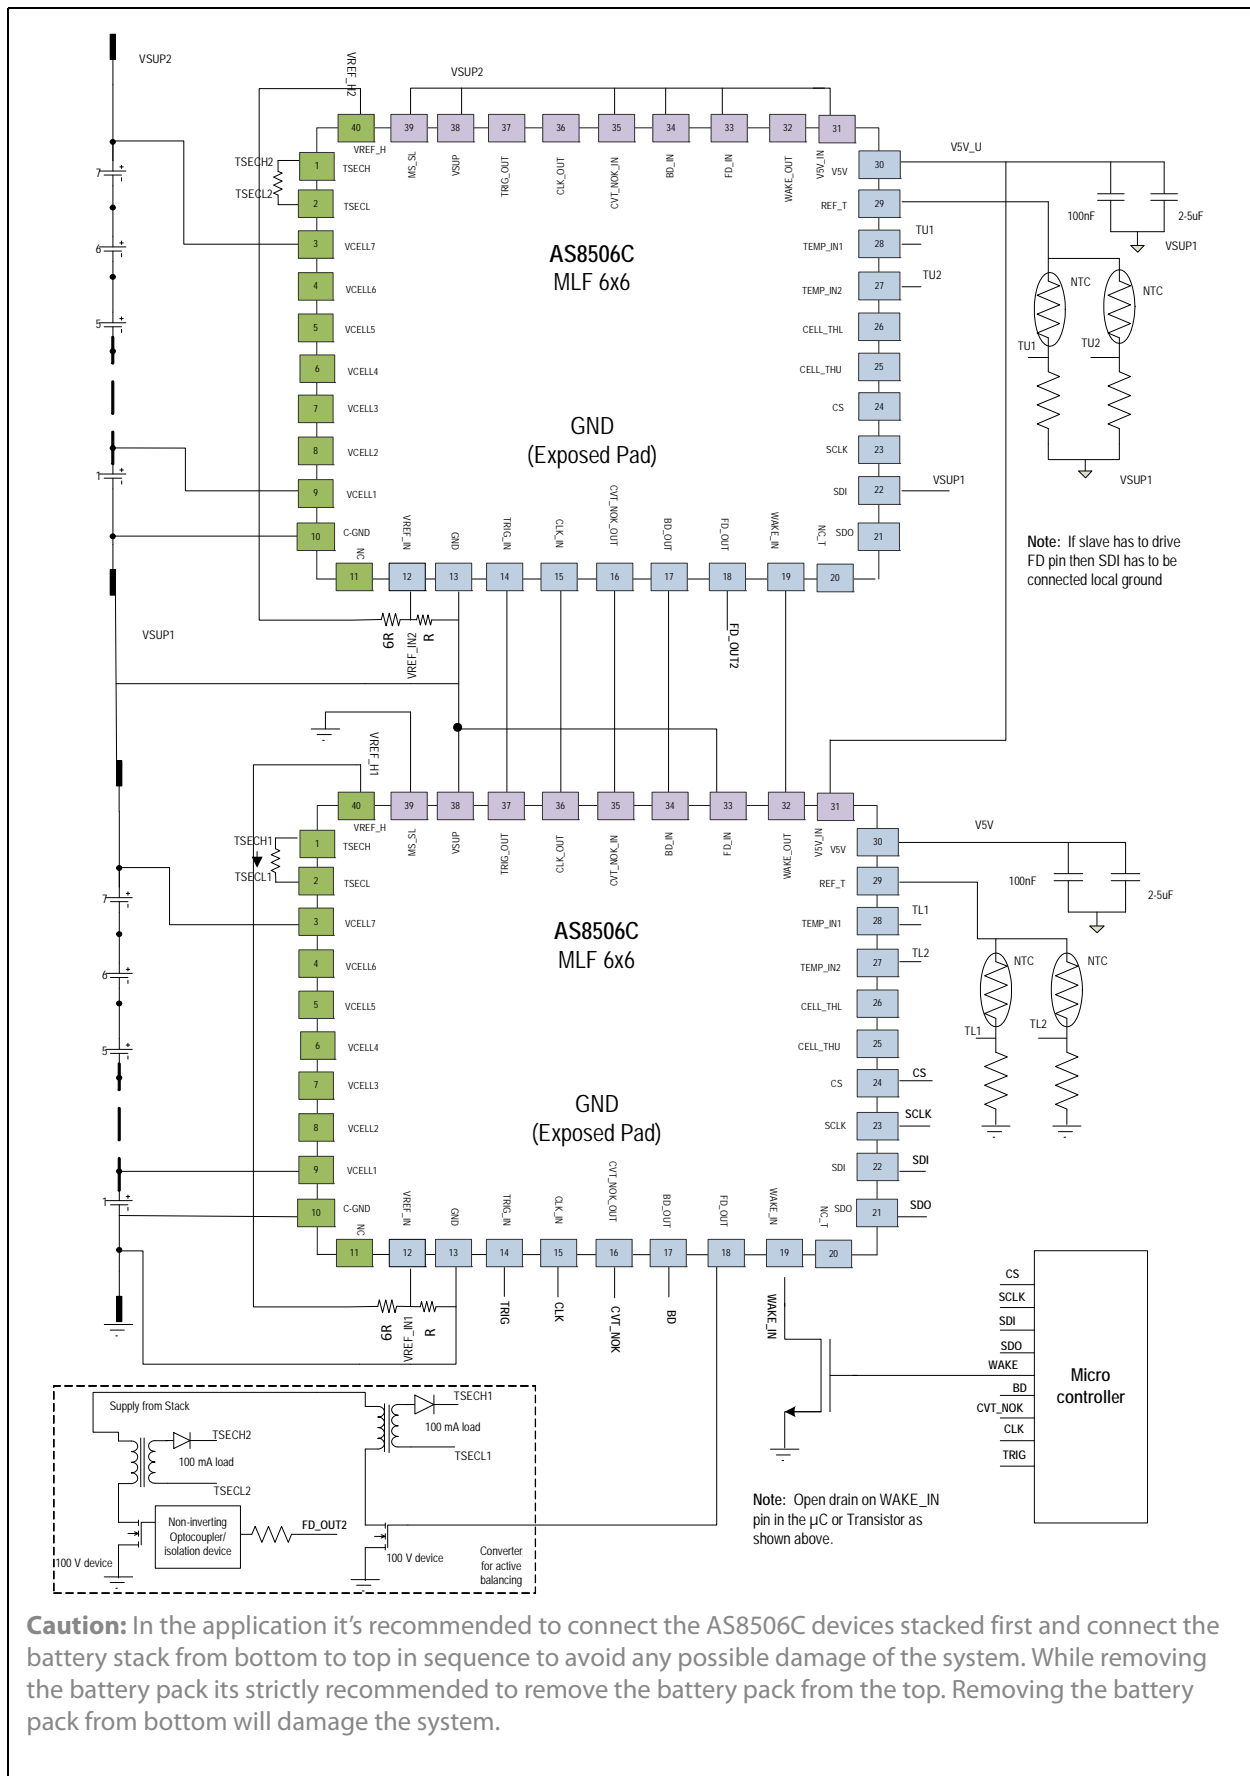 VSUP2
VREF_H2
VSUP2
40
39
38
37
36
35
34
33
32
31
VREF_H
MS_SL
VSUP
TRIG_OUT
CLK_OUT
CVT_NOK_IN
BD_IN
FD_IN
WAKE_OUT
V5V_IN
V5V
30
V5V_U
TSECH2
1
TSECH
TSECL2
2
TSECL
REF_T
29
100nF
2-5uF
VSUP1
7
3
VCELL7
AS8506C
MLF 6x6
TEMP_IN1
28
TU1
6
4
VCELL6
TEMP_IN2
27
TU2
NTC
NTC
5
5
VCELL5
CELL_THL
26
TU1
TU2
6
VCELL4
CELL_THU
25
7
VCELL3
CS
24
GND
(Exposed Pad)
8
VCELL2
SCLK
23
1
9
VCELL1
SDI
22
VSUP1
VSUP1
10
C-GND
NC
VREF_IN
GND
TRIG_IN
CLK_IN
CVT_NOK_OUT
BD_OUT
FD_OUT
WAKE_IN
NC_T
SDO
21
11
12
13
14
15
16
17
18
19
20
Note: If slave has to drive
FD pin then SDI has to be
connected local ground
VSUP1
6R
VREF_IN2
R
FD_OUT2
VREF_H1
40
39
38
37
36
35
34
33
32
31
VREF_H
MS_SL
VSUP
TRIG_OUT
CLK_OUT
CVT_NOK_IN
BD_IN
FD_IN
WAKE_OUT
V5V_IN
V5V
30
V5V
TSECH1
1
TSECH
TSECL1
2
TSECL
REF_T
29
100nF
2-5uF
7
3
VCELL7
AS8506C
MLF 6x6
TEMP_IN1
28
TL1
6
4
VCELL6
TEMP_IN2
27
TL2
NTC
NTC
5
VCELL5
CELL_THL
26
TL1
TL2
5
6
VCELL4
CELL_THU
25
7
VCELL3
CS
24
CS
GND
(Exposed Pad)
8
VCELL2
SCLK
23
SCLK
9
VCELL1
SDI
22
SDI
1
10
C-GND
NC
VREF_IN
GND
TRIG_IN
CLK_IN
CVT_NOK_OUT
BD_OUT
FD_OUT
WAKE_IN
NC_T
SDO
21
SDO
11
12
13
14
15
16
17
18
19
20
6R
VREF_IN1
R
TRIG
CLK
CVT_NOK
BD
WAKE_IN
CS
SCLK
SDI
SDO
WAKE
BD
CVT_NOK
CLK
TRIG
Micro
controller
Supply from Stack
TSECH1
100 mA load
TSECL1
TSECH2
100 mA load
TSECL2
Non-inverting
Optocoupler/
isolation device
FD_OUT2
100 V device
100 V device
Converter
for active
balancing
Note: Open drain on WAKE_IN
pin in the µC or Transistor as
shown above.
Caution: In the application it’s recommended to connect the AS8506C devices stacked first and connect the
battery stack from bottom to top in sequence to avoid any possible damage of the system. While removing
the battery pack its strictly recommended to remove the battery pack from the top. Removing the battery
pack from bottom will damage the system.